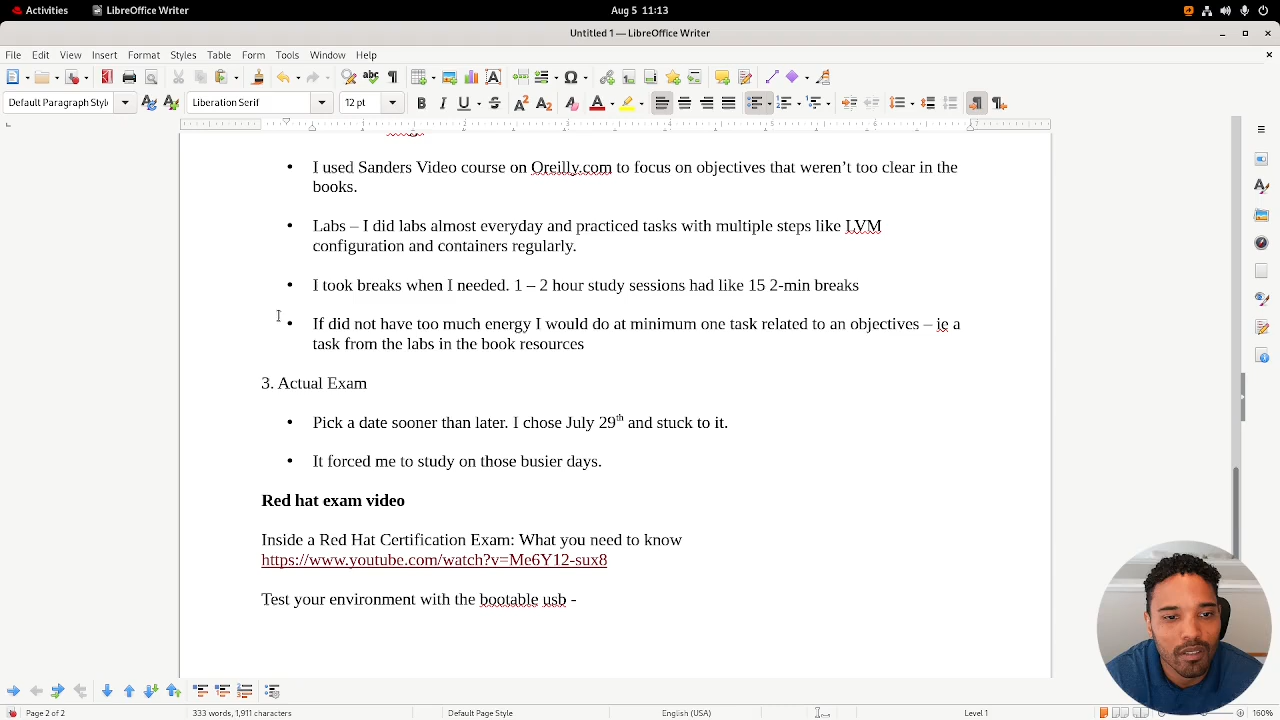 Activities LibreOffice Writer Aug 5 11:13
Untitled 1 — LibreOffice Writer
File Edit View Insert Format Styles Table Form Tools Window Help
Default Paragraph Styl Liberation Serif 12 pt
• I used Sanders Video course on Oreilly.com to focus on objectives that weren’t too clear in the
books.
• Labs – I did labs almost everyday and practiced tasks with multiple steps like LVM
configuration and containers regularly.
• I took breaks when I needed. 1 – 2 hour study sessions had like 15 2-min breaks
• If did not have too much energy I would do at minimum one task related to an objectives – ie a
task from the labs in the book resources
3. Actual Exam
• Pick a date sooner than later. I chose July 29th and stuck to it.
• It forced me to study on those busier days.
Red hat exam video
Inside a Red Hat Certification Exam: What you need to know
https://www.youtube.com/watch?v=Me6Y12-sux8
Test your environment with the bootable usb -
Page 2 of 2 333 words, 1,911 characters Default Page Style English (USA) Level 1 160%